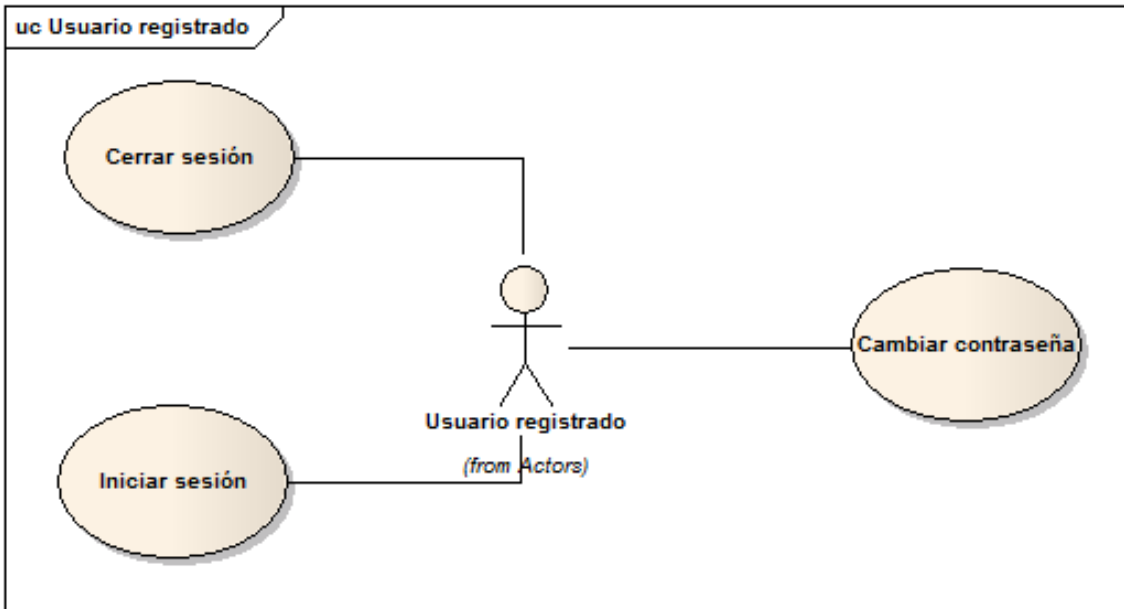 uc Usuario registrado
Cerrar sesión
Cambiar contraseña
Usuario registrado
(from Actors)
Iniciar sesión